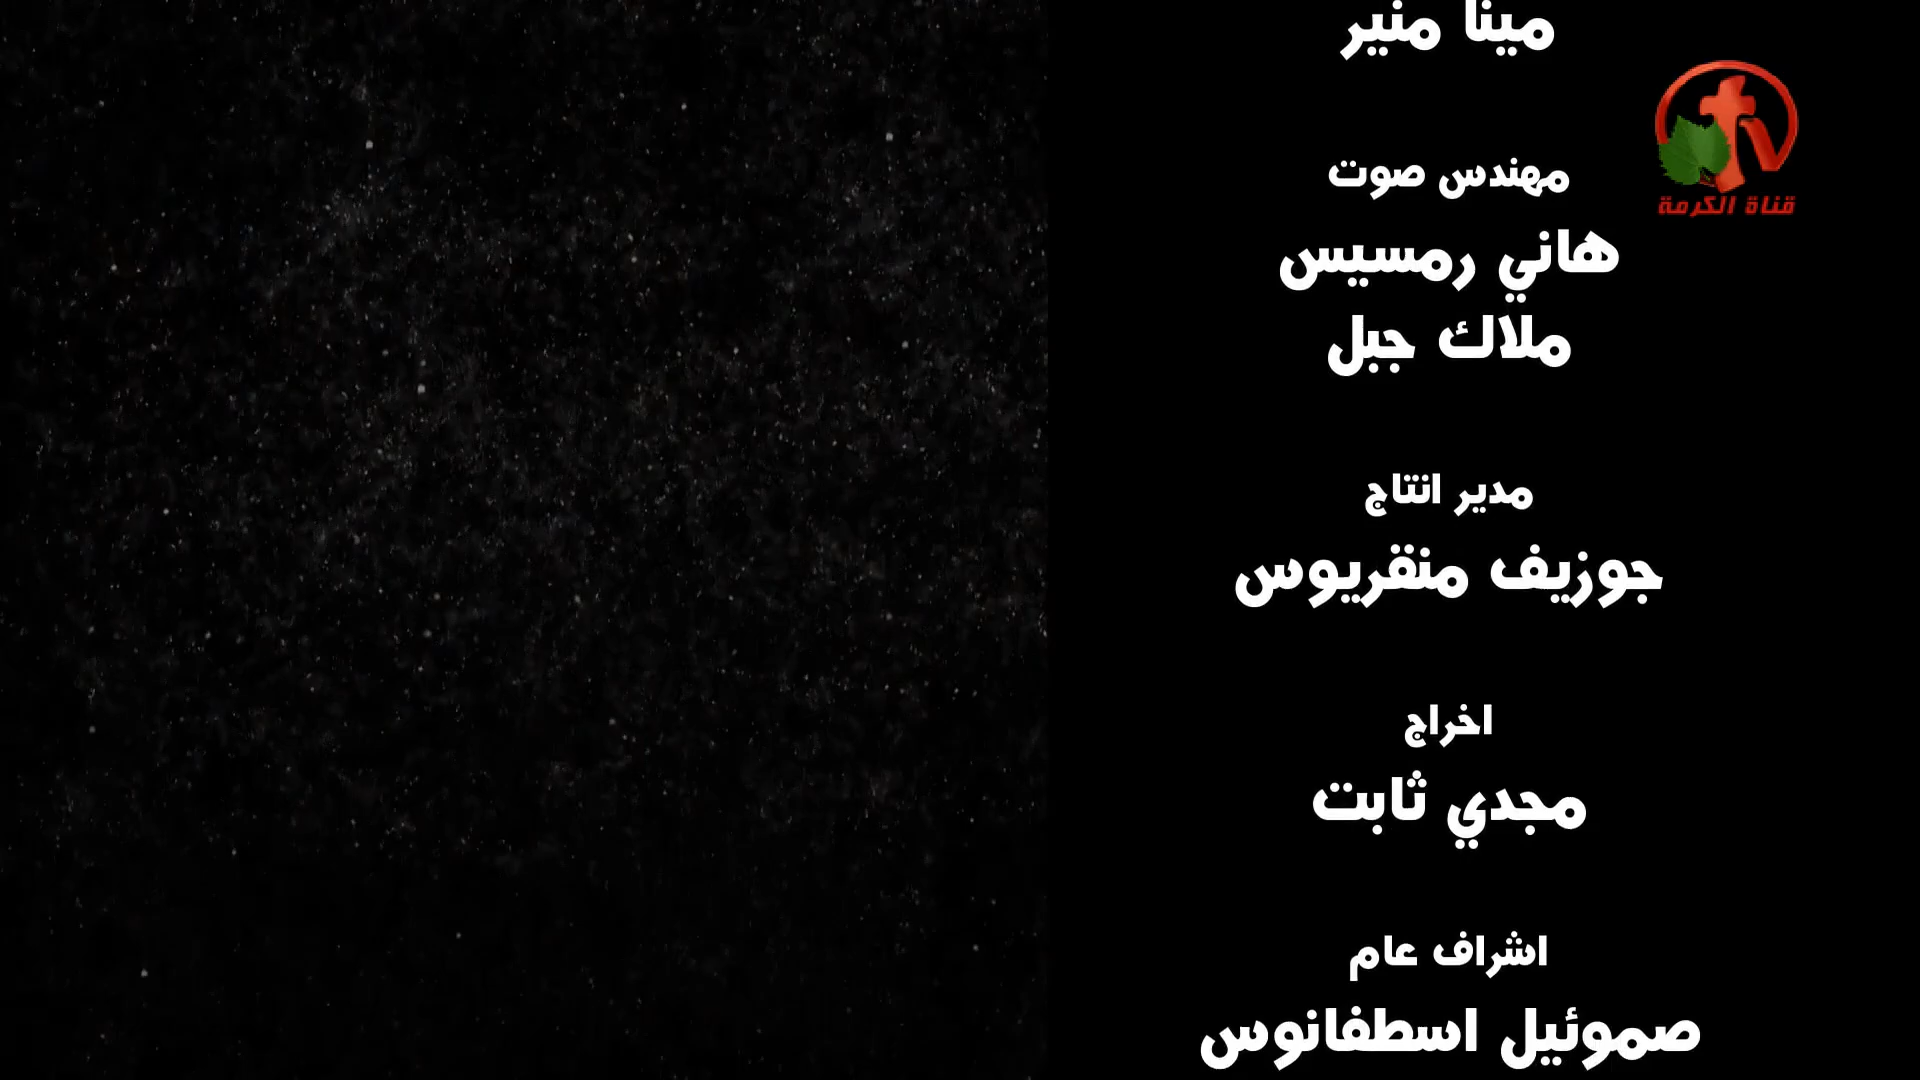 مينا منير
مهندس صوت
هاني رمسيس
ملاك جبل
مدير انتاج
جوزيف منقريوس
اخراج
مجدي ثابت
اشراف عام
صموئيل اسطفانوس
tv
قناة الكرمة